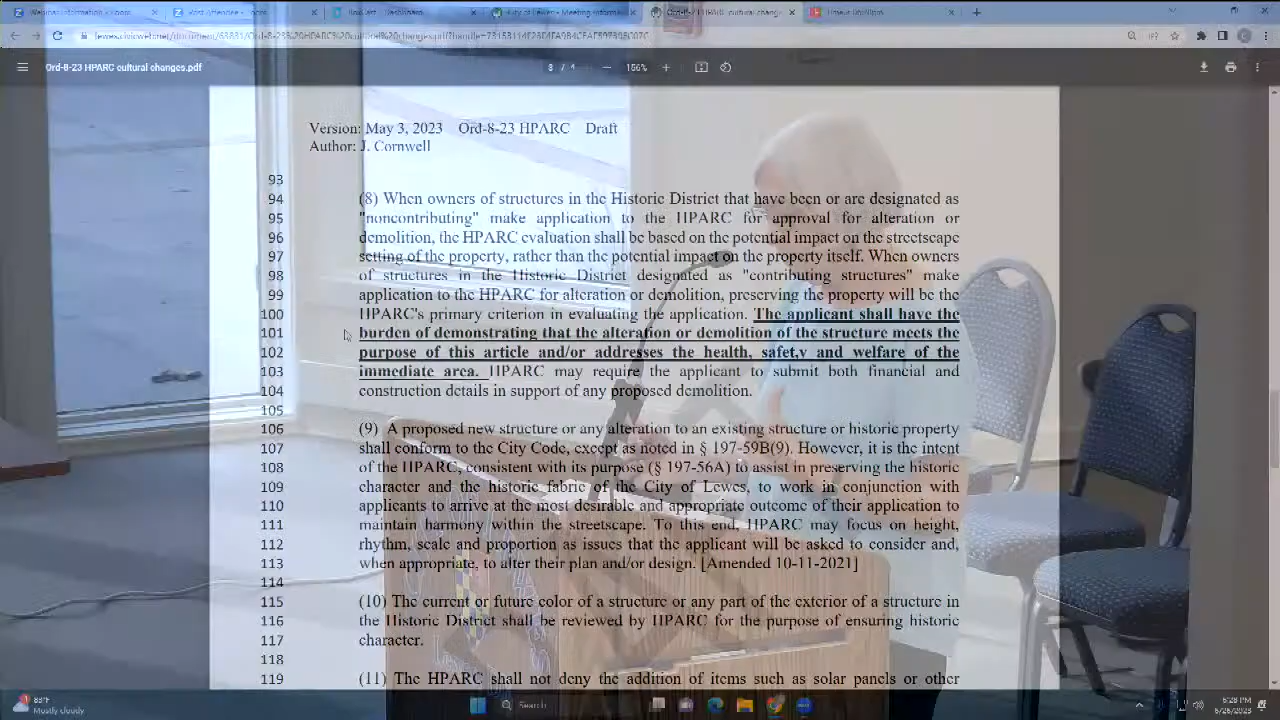 City of Lewes - Meeting Informa
Ord-8-23 HPARC cultural chang
Ord-8-23 HPARC cultural changes.pdf
3 / 4
156%
Version: May 3, 2023 Ord-8-23 HPARC Draft
Author: J. Cornwell
93
94 (8) When owners of structures in the Historic District that have been or are designated as
95 "noncontributing" make application to the HPARC for approval for alteration or
96 demolition, the HPARC evaluation shall be based on the potential impact on the streetscape
97 setting of the property, rather than the potential impact on the property itself. When owners
98 of structures in the Historic District designated as "contributing structures" make
99 application to the HPARC for alteration or demolition, preserving the property will be the
100 HPARC's primary criterion in evaluating the application. The applicant shall have the
101 burden of demonstrating that the alteration or demolition of the structure meets the
102 purpose of this article and/or addresses the health, safet,v and welfare of the
103 immediate area. HPARC may require the applicant to submit both financial and
104 construction details in support of any proposed demolition.
105
106 (9) A proposed new structure or any alteration to an existing structure or historic property
107 shall conform to the City Code, except as noted in § 197-59B(9). However, it is the intent
108 of the HPARC, consistent with its purpose (§ 197-56A) to assist in preserving the historic
109 character and the historic fabric of the City of Lewes, to work in conjunction with
110 applicants to arrive at the most desirable and appropriate outcome of their application to
111 maintain harmony within the streetscape. To this end, HPARC may focus on height,
112 rhythm, scale and proportion as issues that the applicant will be asked to consider and,
113 when appropriate, to alter their plan and/or design. [Amended 10-11-2021]
114
115 (10) The current or future color of a structure or any part of the exterior of a structure in
116 the Historic District shall be reviewed by HPARC for the purpose of ensuring historic
117 character.
118
119 (11) The HPARC shall not deny the addition of items such as solar panels or other
Mostly cloudy
Search